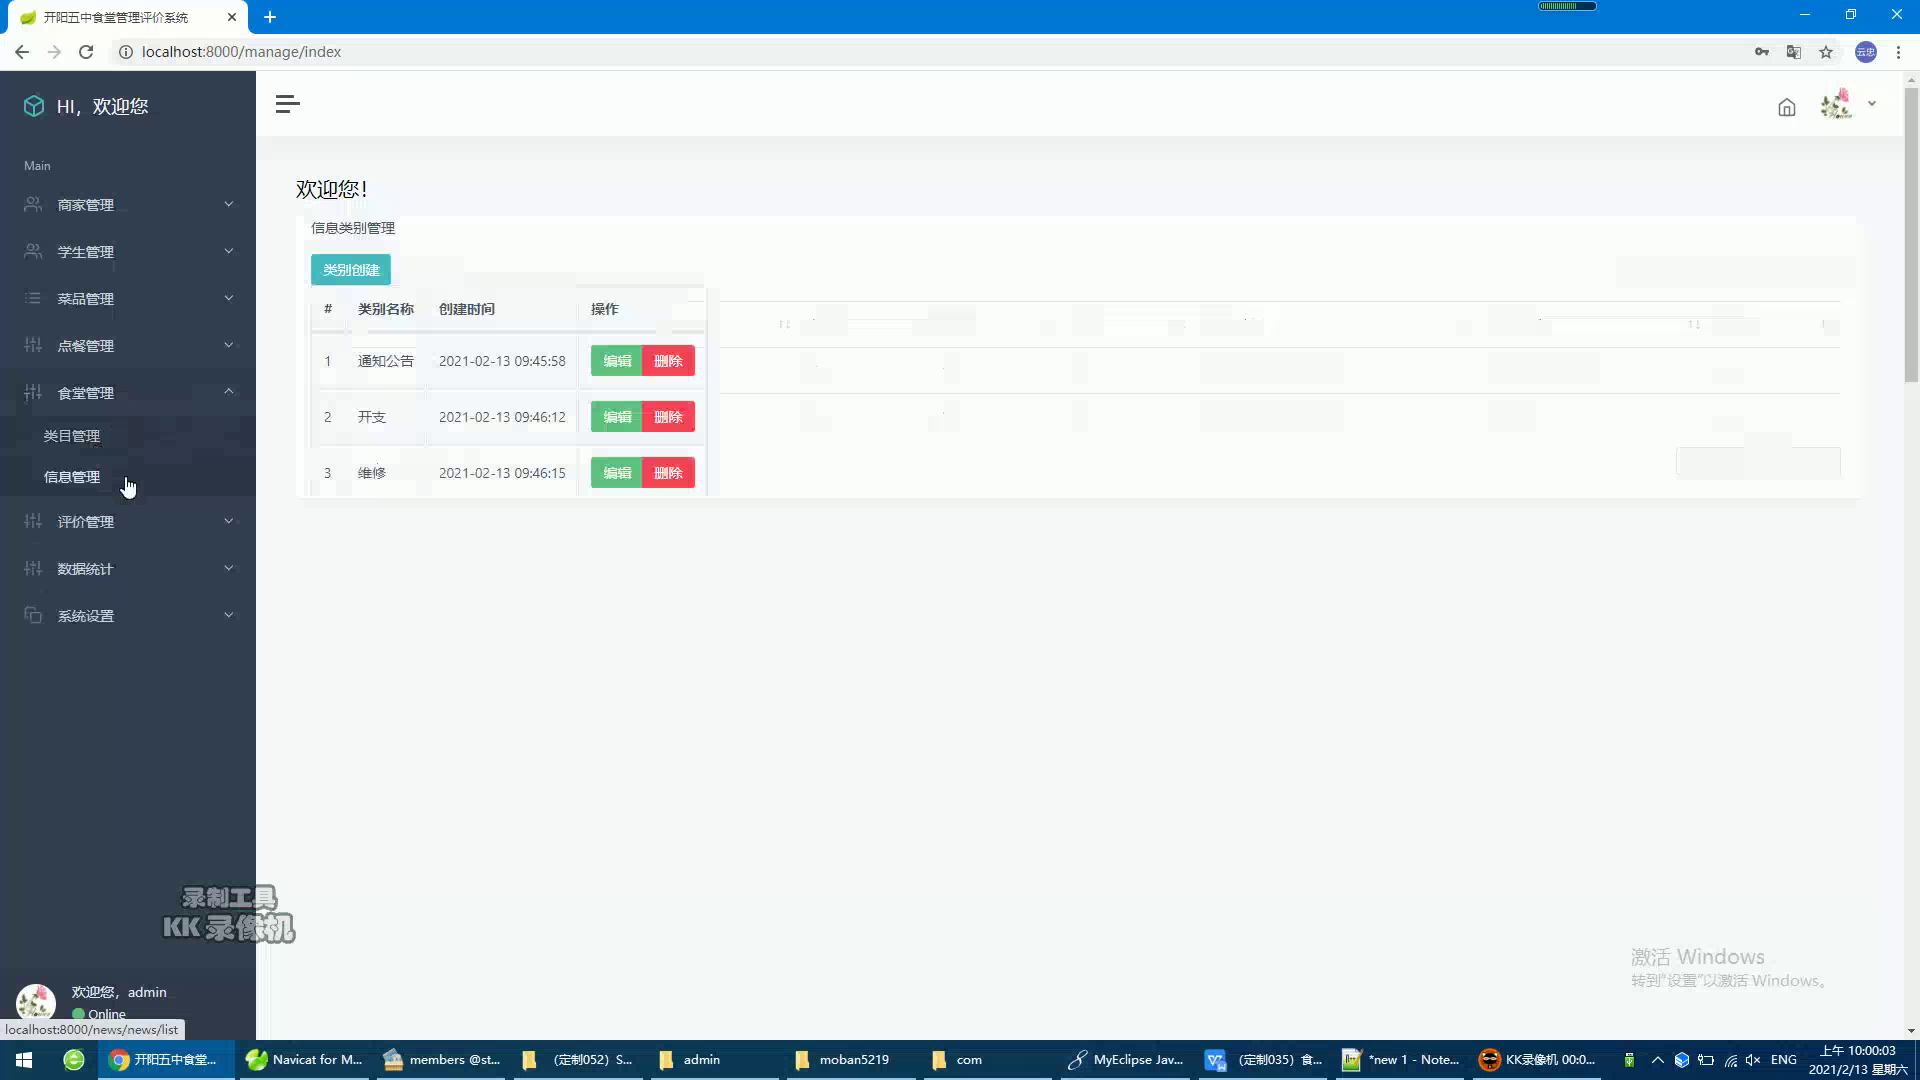 开阳五中食堂管理评价系统
localhost:8000/manage/index
云忠
HI，欢迎您
Main
商家管理
学生管理
菜品管理
点餐管理
食堂管理
类目管理
信息管理
评价管理
数据统计
系统设置
欢迎您！
信息类别管理
类别创建
# 类别名称 创建时间 操作
1 通知公告 2021-02-13 09:45:58 编辑 删除
2 开支 2021-02-13 09:46:12 编辑 删除
3 维修 2021-02-13 09:46:15 编辑 删除
录制工具
KK 录像机
激活 Windows
转到"设置"以激活 Windows。
欢迎您，admin
Online
localhost:8000/news/news/list
开阳五中食堂... Navicat for M... members @st... （定制052）S... admin moban5219 com MyEclipse Jav... （定制035）食... *new 1 - Note... KK录像机 00:0... ENG
上午 10:00:03
2021/2/13 星期六